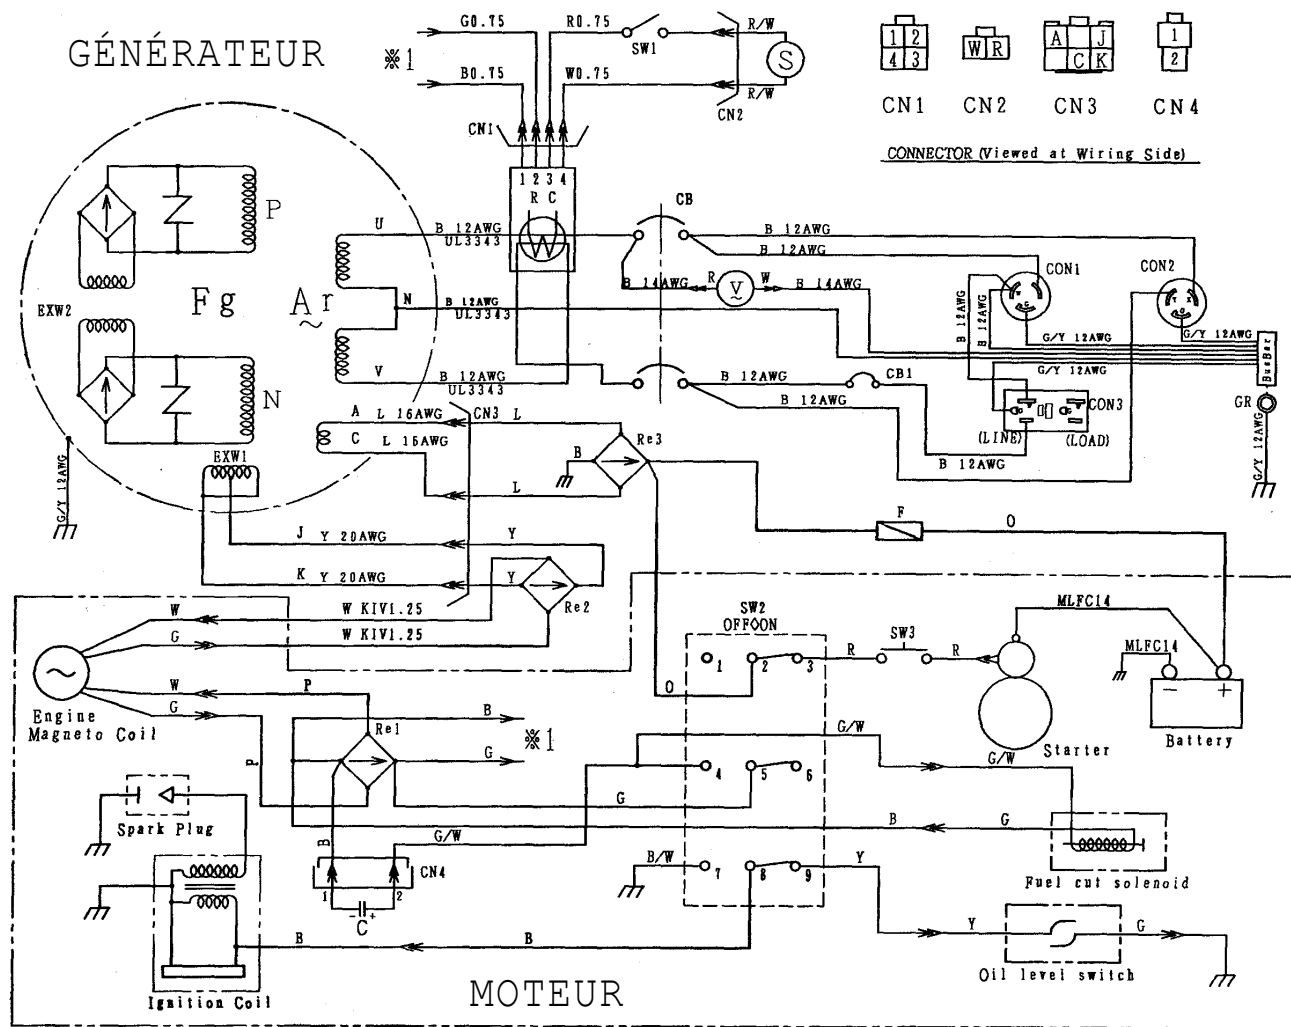 GÉNÉRATEUR
※1
G0.75
R0.75
SW1
R/W
S
B0.75
W0.75
R/W
CN1
CN2
1 2
4 3
W R
A J
C K
1
2
CN1 CN2 CN3 CN4
CONNECTOR (Viewed at Wiring Side)
1 2 3 4
R C
W
P
EXW2
Fg
Ar
~
N
U
B 12AWG
UL3343
CB
B 12AWG
B 12AWG
N
B 12AWG
UL3343
B 14AWG
R
V
W
B 14AWG
CON1
CON2
B 12AWG
B 12AWG
G/Y 12AWG
G/Y 12AWG
G/Y 12AWG
BusBar
V
B 12AWG
UL3343
B 12AWG
CB1
B 12AWG
CON3
(LINE)
(LOAD)
GR
G/Y 12AWG
B 12AWG
A L 16AWG
CN3
L
C L 16AWG
Re3
B
L
EXW1
G/Y 12AWG
J Y 20AWG
Y
F
O
K Y 20AWG
Y
Re2
W
W KIV1.25
G
W KIV1.25
SW2
OFF◇ON
SW3
MLFC14
MLFC14
1
2
3
R
R
- +
Starter
Battery
W
P
G
O
Engine
Magneto Coil
Re1
B
G
※1
P
G/W
G/W
4
5
6
G
Spark Plug
B
G/W
B
G
Fuel cut solenoid
CN4
1
2
- +
C
B/W
7
8
9
Y
Y
G
Oil level switch
B
B
Ignition Coil
MOTEUR